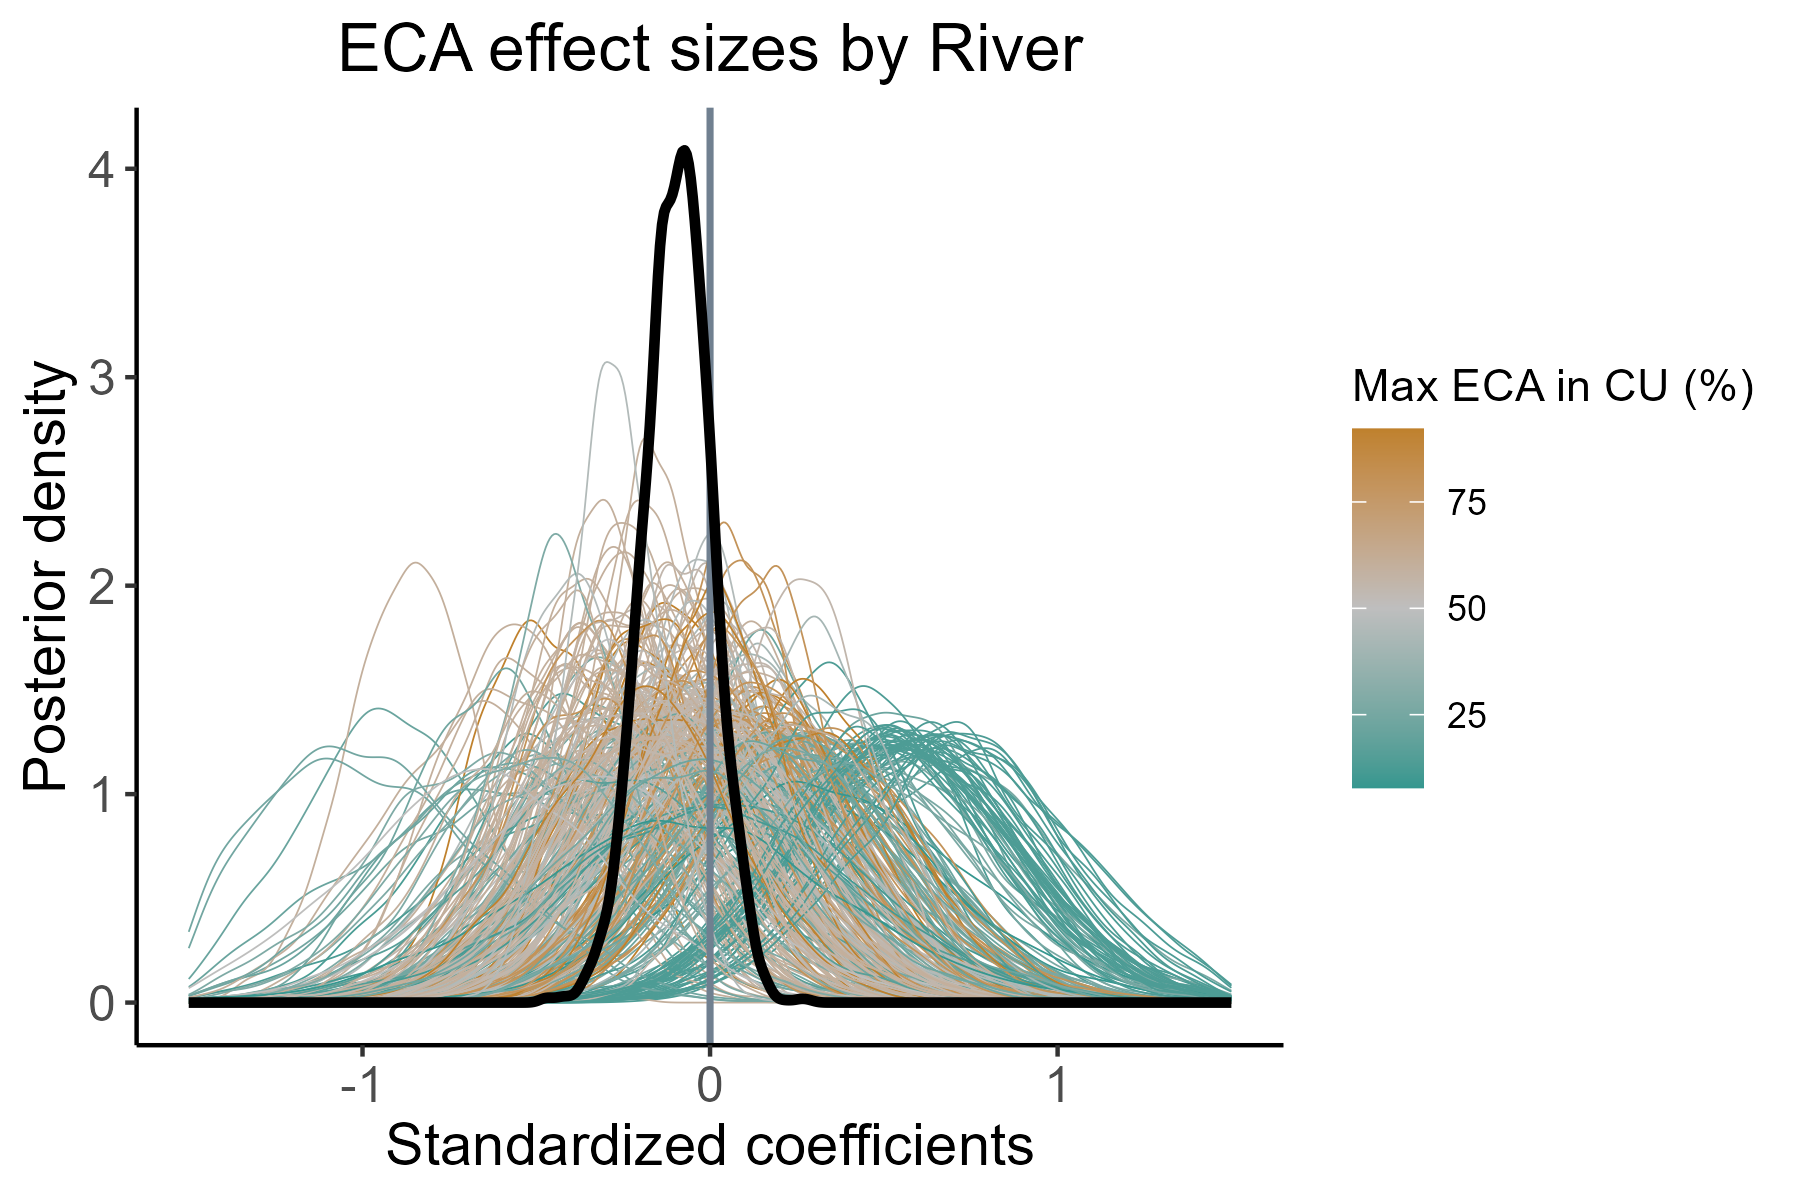 ECA effect sizes by River
Posterior density
4
3
2
1
0
-1
0
1
Standardized coefficients
Max ECA in CU (%)
75
50
25